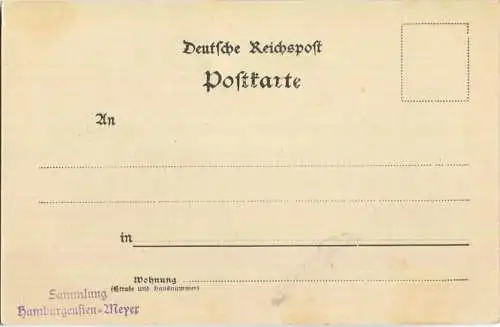 Deutsche Reichspost
Postkarte
An
in
Wohnung
(Straße und Hausnummer)
Sammlung
Hamburgensien-Meyer